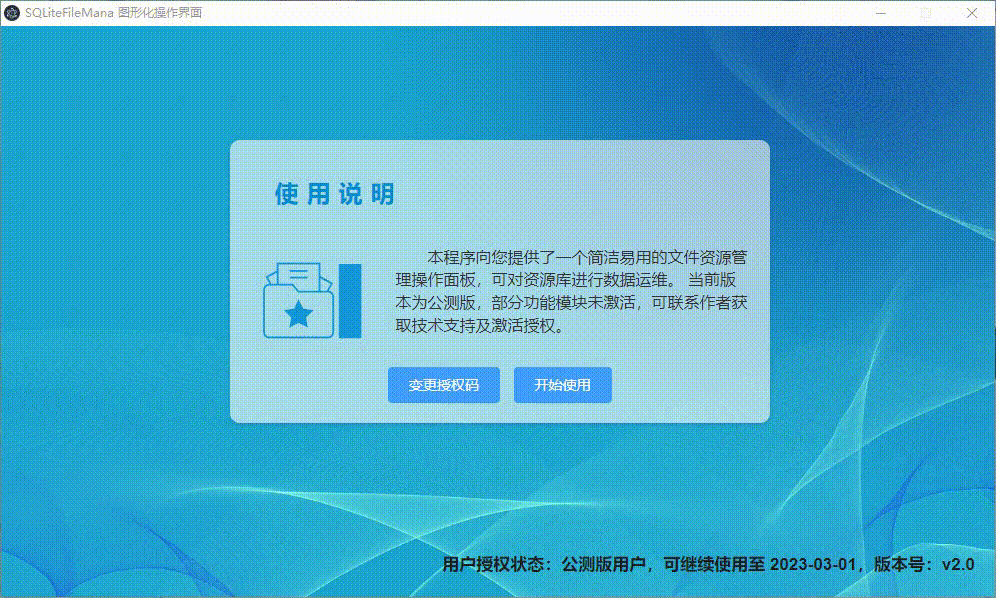 SQLiteFileMana 图形化操作界面
使用说明
本程序向您提供了一个简洁易用的文件资源管
理操作面板，可对资源库进行数据运维。 当前版
本为公测版，部分功能模块未激活，可联系作者获
取技术支持及激活授权。
变更授权码 开始使用
用户授权状态：公测版用户，可继续使用至 2023-03-01，版本号：v2.0